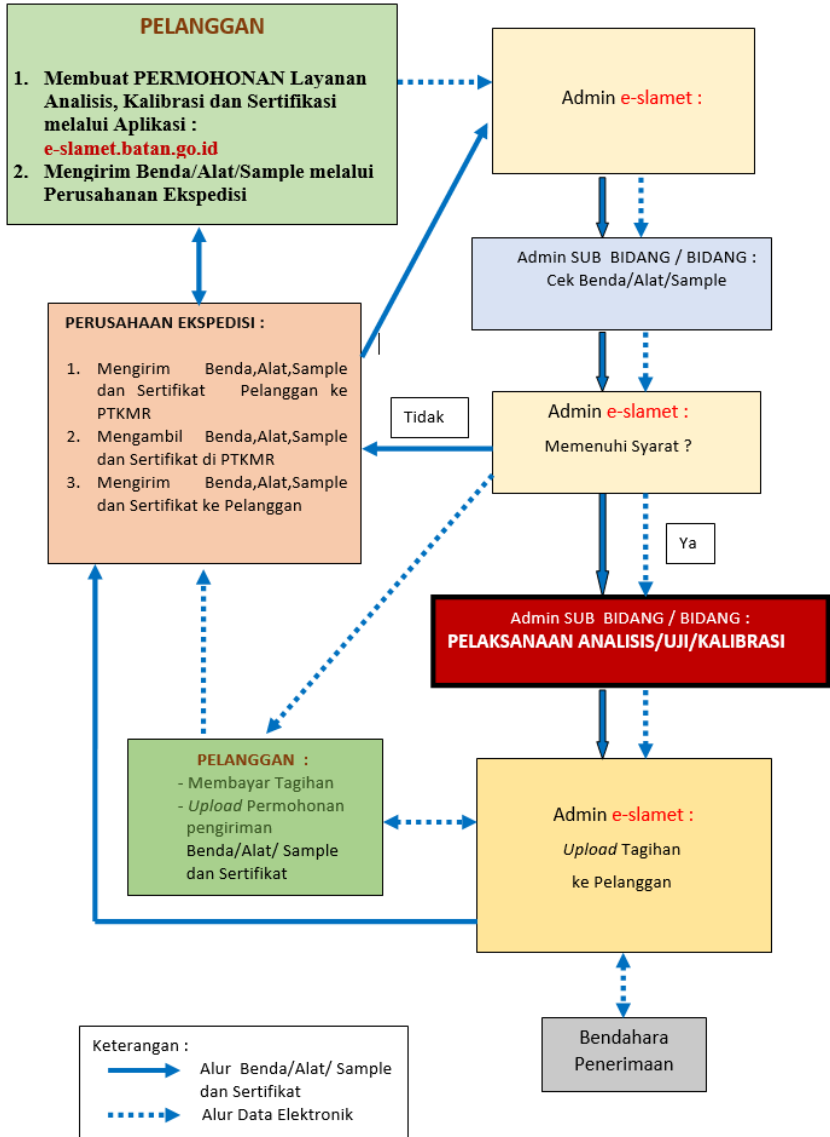 PELANGGAN
1. Membuat PERMOHONAN Layanan
Analisis, Kalibrasi dan Sertifikasi
melalui Aplikasi :
e-slamet.batan.go.id
2. Mengirim Benda/Alat/Sample melalui
Perusahanan Ekspedisi
Admin e-slamet :
Admin SUB BIDANG / BIDANG :
Cek Benda/Alat/Sample
PERUSAHAAN EKSPEDISI :
1. Mengirim Benda,Alat,Sample
dan Sertifikat Pelanggan ke
PTKMR
2. Mengambil Benda,Alat,Sample
dan Sertifikat di PTKMR
3. Mengirim Benda,Alat,Sample
dan Sertifikat ke Pelanggan
Tidak
Admin e-slamet :
Memenuhi Syarat ?
Ya
Admin SUB BIDANG / BIDANG :
PELAKSANAAN ANALISIS/UJI/KALIBRASI
PELANGGAN :
- Membayar Tagihan
- Upload Permohonan
pengiriman
Benda/Alat/ Sample
dan Sertifikat
Admin e-slamet :
Upload Tagihan
ke Pelanggan
Bendahara
Penerimaan
Keterangan :
Alur Benda/Alat/ Sample
dan Sertifikat
Alur Data Elektronik